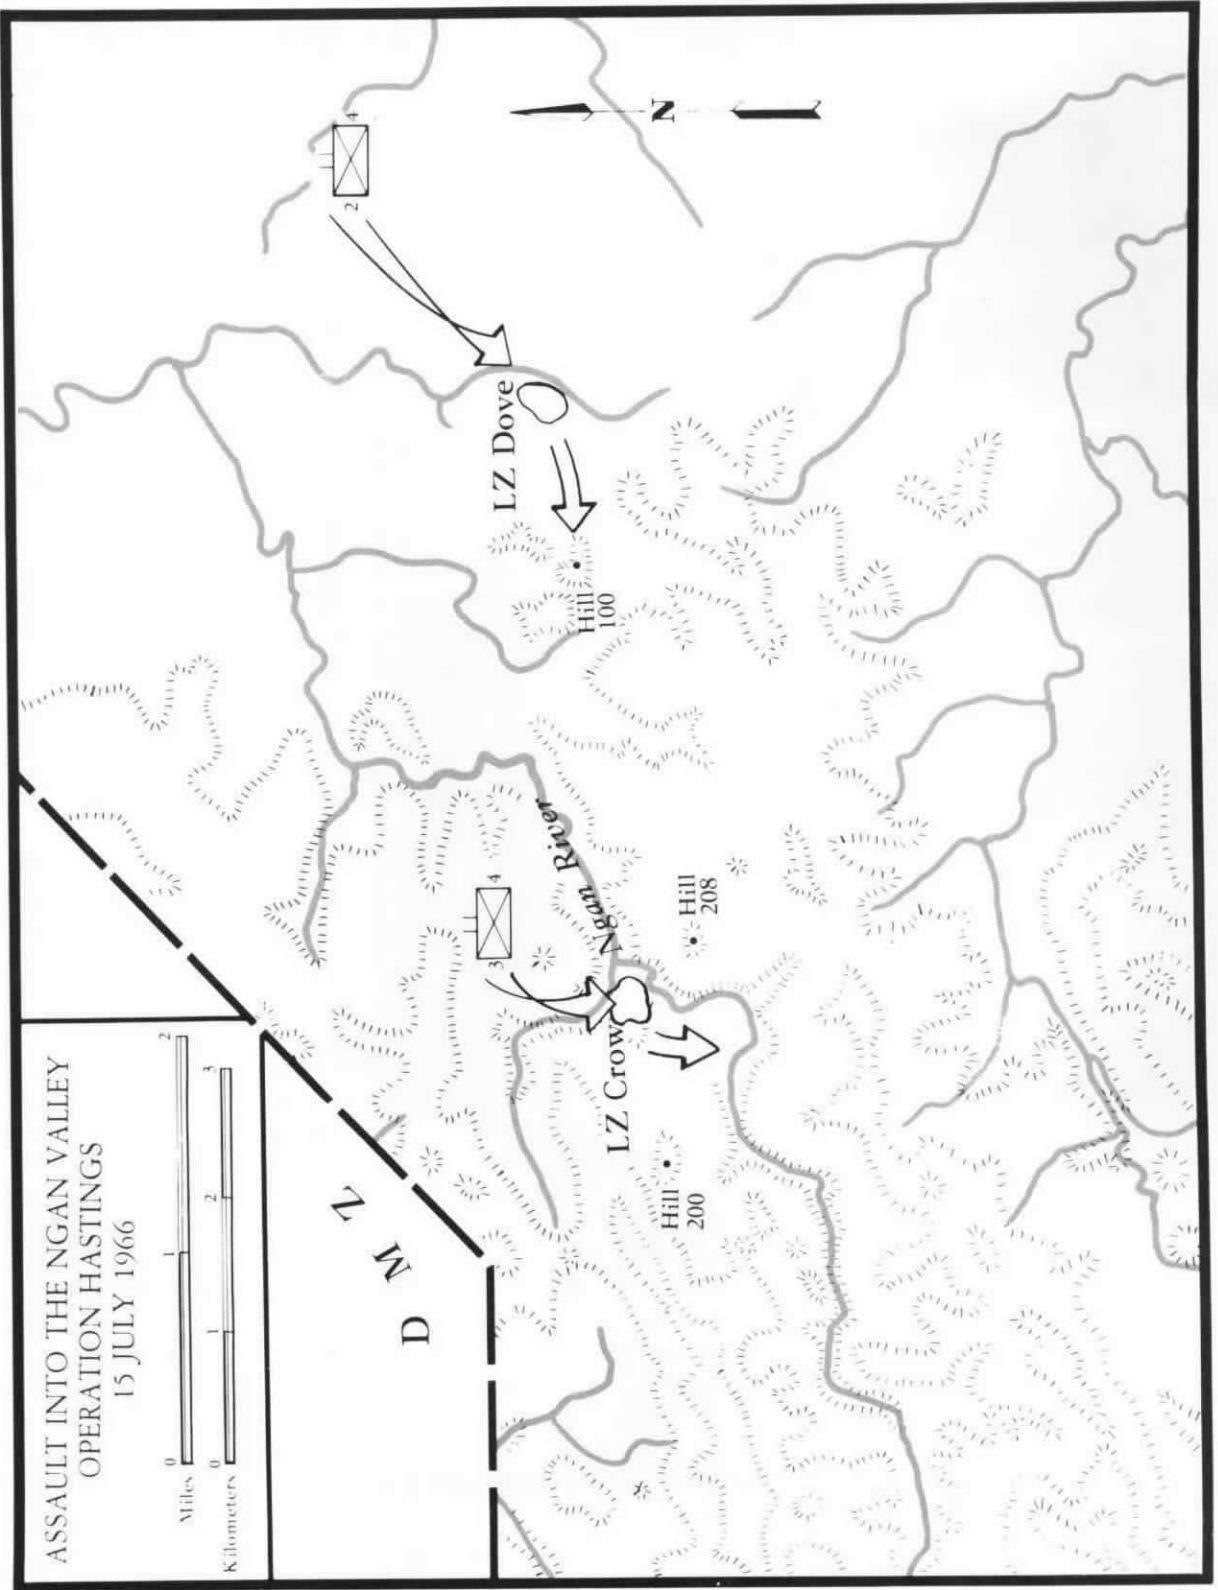 ASSAULT INTO THE NGAN VALLEY
OPERATION HASTINGS
15 JULY 1966
0 1 2
Miles
0 1 2 3
Kilometers
D M Z
N
2 4
LZ Dove
Hill
100
3 4
Ngan River
LZ Crow
Hill
208
Hill
200